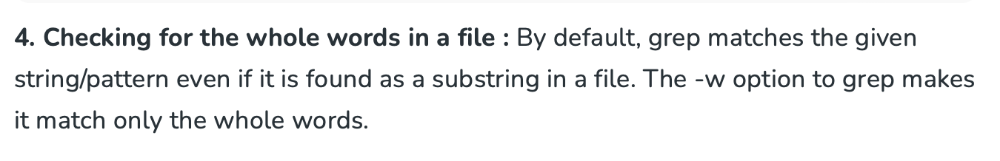 4. Checking for the whole words in a file : By default, grep matches the given
string/pattern even if it is found as a substring in a file. The -w option to grep makes
it match only the whole words.